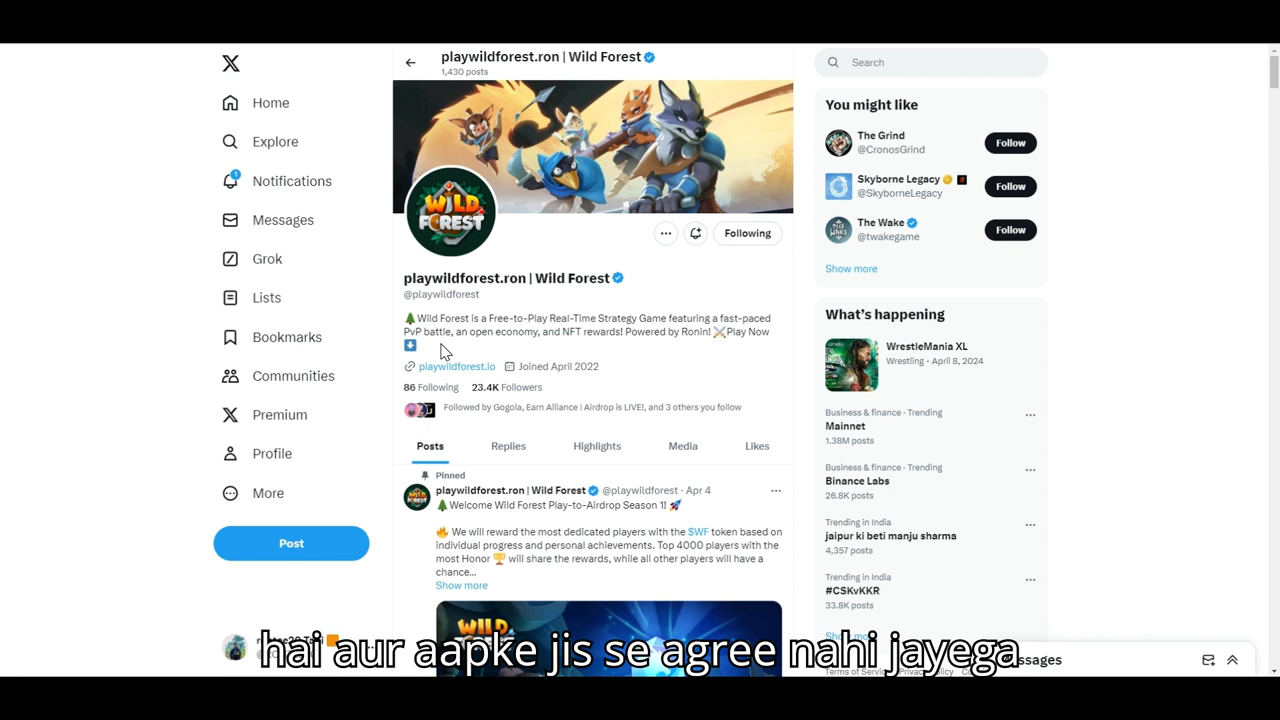 Home
Explore
1
Notifications
Messages
Grok
Lists
Bookmarks
Communities
Premium
Profile
More
Post
playwildforest.ron | Wild Forest
1,430 posts
WILD
FOREST
Following
playwildforest.ron | Wild Forest
@playwildforest
🌲Wild Forest is a Free-to-Play Real-Time Strategy Game featuring a fast-paced
PvP battle, an open economy, and NFT rewards! Powered by Ronin! ⚔️Play Now
⬇️
playwildforest.io Joined April 2022
86 Following 23.4K Followers
Followed by Gogola, Earn Alliance | Airdrop is LIVE!, and 3 others you follow
Posts Replies Highlights Media Likes
Pinned
playwildforest.ron | Wild Forest @playwildforest · Apr 4
🌲Welcome Wild Forest Play-to-Airdrop Season 1! 🚀
🔥 We will reward the most dedicated players with the $WF token based on
individual progress and personal achievements. Top 4000 players with the
most Honor 🏆 will share the rewards, while all other players will have a
chance...
Show more
WILD
Search
You might like
The Grind
@CronosGrind
Follow
Skyborne Legacy
@SkyborneLegacy
Follow
The Wake
@twakegame
Follow
Show more
What's happening
WrestleMania XL
Wrestling · April 8, 2024
Business & finance · Trending
Mainnet
1.38M posts
Business & finance · Trending
Binance Labs
26.8K posts
Trending in India
jaipur ki beti manju sharma
4,357 posts
Trending in India
#CSKvKKR
33.8K posts
hai aur aapke jis se agree nahi jayega